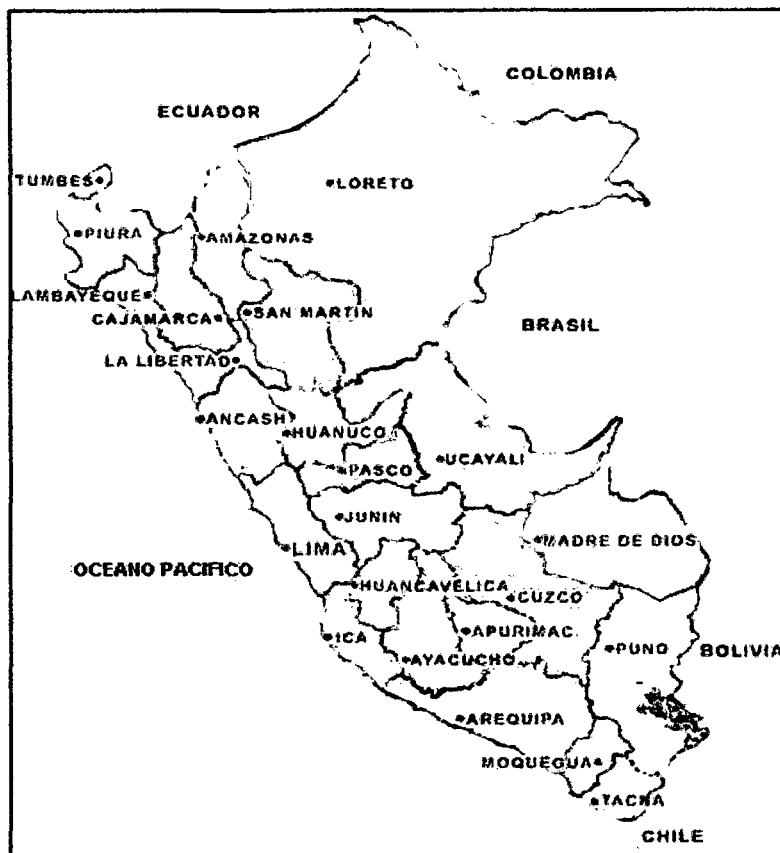 COLOMBIA
ECUADOR
TUMBES
LORETO
PIURA
AMAZONAS
LAMBAYEQUE
CAJAMARCA
SAN MARTIN
BRASIL
LA LIBERTAD
ANCASH
HUANUCO
PASCO
UCAYALI
JUNIN
LIMA
MADRE DE DIOS
OCEANO PACIFICO
HUANCAVELICA
CUZCO
ICA
APURIMAC
PUNO
BOLIVIA
AYACUCHO
AREQUIPA
MOQUEGUA
TACNA
CHILE